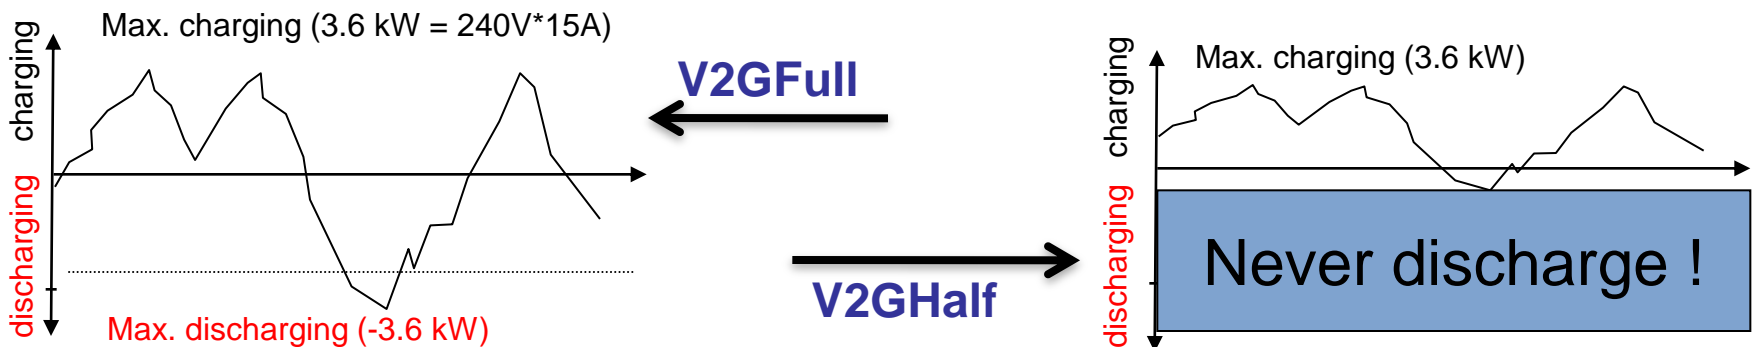 charging
discharging
Max. charging (3.6 kW = 240V*15A)
Max. discharging (-3.6 kW)
V2GFull
V2GHalf
charging
discharging
Max. charging (3.6 kW)
Never discharge !